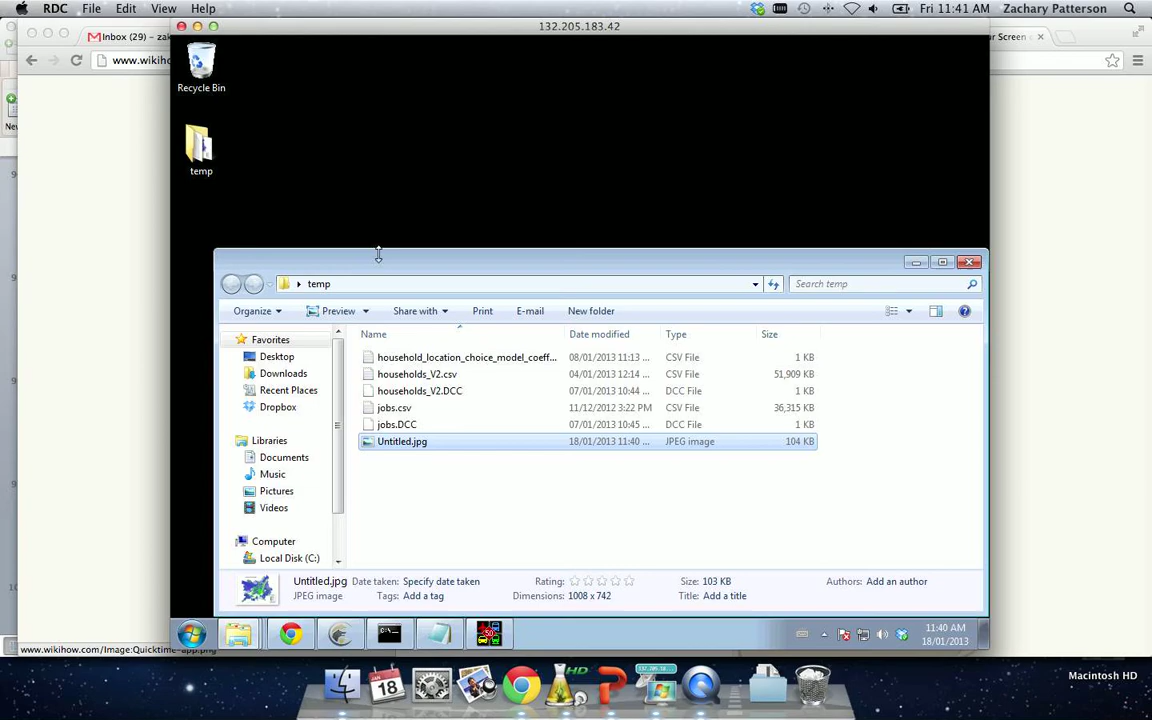 RDC File Edit View Window Help Fri 11:41 AM Zachary Patterson
132.205.183.42
Inbox (29) – za
ur Screen
www.wikiho
Recycle Bin
temp
temp
Search temp
Organize Preview Share with Print E-mail New folder
Name Date modified Type Size
Favorites
Desktop
Downloads
Recent Places
Dropbox
Libraries
Documents
Music
Pictures
Videos
Computer
Local Disk (C:)
household_location_choice_model_coeff... 08/01/2013 11:13 ... CSV File 1 KB
households_V2.csv 04/01/2013 12:14 ... CSV File 51,909 KB
households_V2.DCC 07/01/2013 10:44 ... DCC File 1 KB
jobs.csv 11/12/2012 3:22 PM CSV File 36,315 KB
jobs.DCC 07/01/2013 10:45 ... DCC File 1 KB
Untitled.jpg 18/01/2013 11:40 ... JPEG image 104 KB
Untitled.jpg Date taken: Specify date taken Rating: Size: 103 KB Authors: Add an author
JPEG image Tags: Add a tag Dimensions: 1008 x 742 Title: Add a title
11:40 AM
18/01/2013
www.wikihow.com/Image:Quicktime-app.png
Macintosh HD